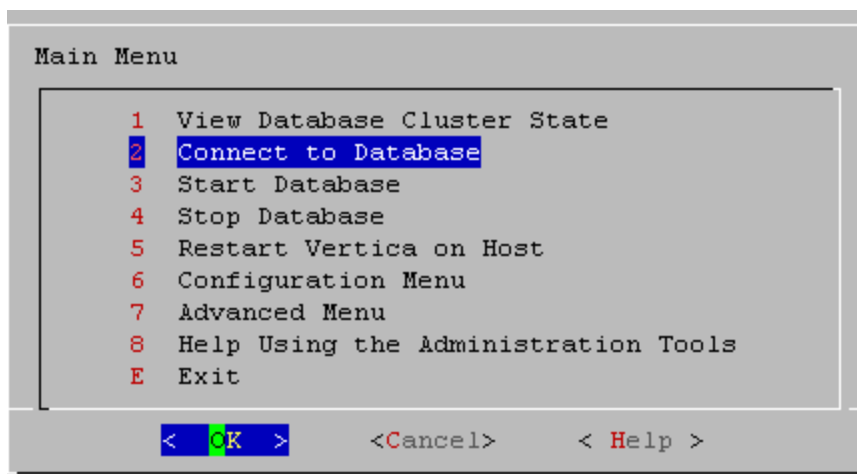 Main Menu
1 View Database Cluster State
2 Connect to Database
3 Start Database
4 Stop Database
5 Restart Vertica on Host
6 Configuration Menu
7 Advanced Menu
8 Help Using the Administration Tools
E Exit
< OK > <Cancel> < Help >